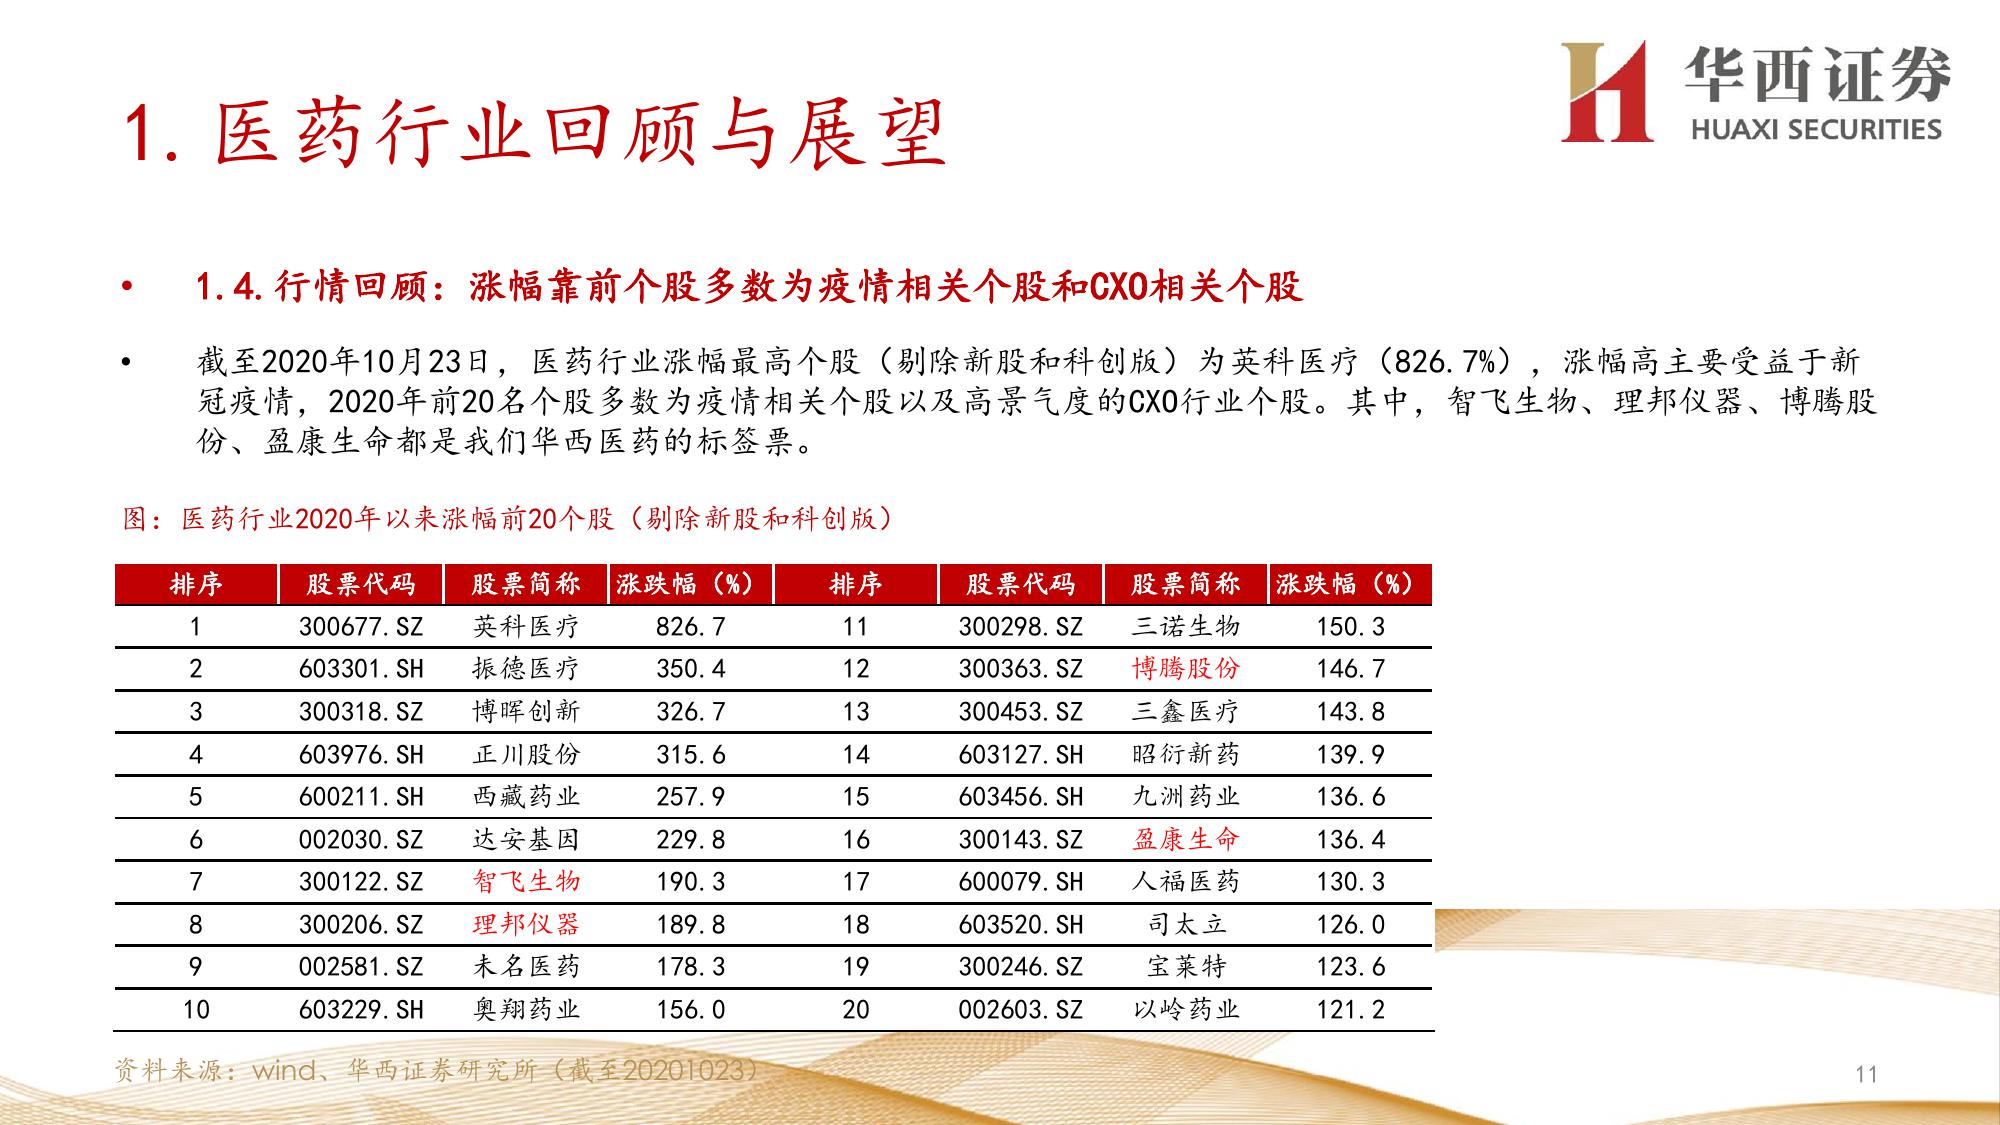 华西证券
HUAXI SECURITIES
1. 医药行业回顾与展望
• 1.4. 行情回顾：涨幅靠前个股多数为疫情相关个股和CXO相关个股
• 截至2020年10月23日，医药行业涨幅最高个股（剔除新股和科创版）为英科医疗（826.7%），涨幅高主要受益于新
冠疫情，2020年前20名个股多数为疫情相关个股以及高景气度的CXO行业个股。其中，智飞生物、理邦仪器、博腾股
份、盈康生命都是我们华西医药的标签票。
图：医药行业2020年以来涨幅前20个股（剔除新股和科创版）
排序 股票代码 股票简称 涨跌幅（%） 排序 股票代码 股票简称 涨跌幅（%）
1 300677.SZ 英科医疗 826.7 11 300298.SZ 三诺生物 150.3
2 603301.SH 振德医疗 350.4 12 300363.SZ 博腾股份 146.7
3 300318.SZ 博晖创新 326.7 13 300453.SZ 三鑫医疗 143.8
4 603976.SH 正川股份 315.6 14 603127.SH 昭衍新药 139.9
5 600211.SH 西藏药业 257.9 15 603456.SH 九洲药业 136.6
6 002030.SZ 达安基因 229.8 16 300143.SZ 盈康生命 136.4
7 300122.SZ 智飞生物 190.3 17 600079.SH 人福医药 130.3
8 300206.SZ 理邦仪器 189.8 18 603520.SH 司太立 126.0
9 002581.SZ 未名医药 178.3 19 300246.SZ 宝莱特 123.6
10 603229.SH 奥翔药业 156.0 20 002603.SZ 以岭药业 121.2
资料来源：wind、华西证券研究所（截至20201023）
11